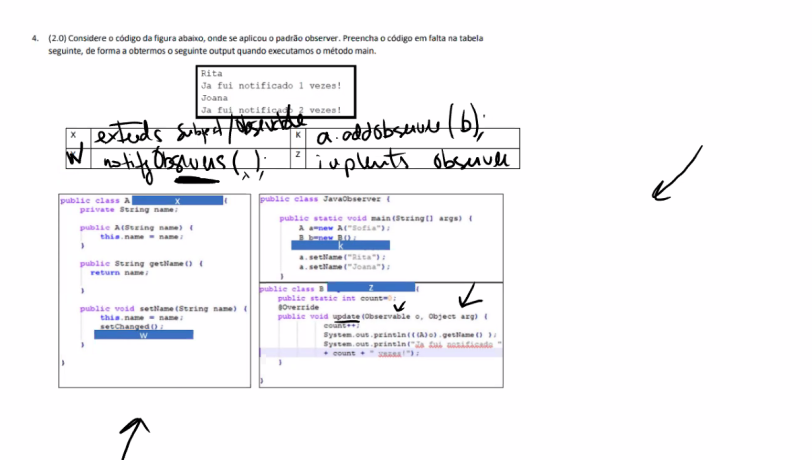 4. (2.0) Considere o código da figura abaixo, onde se aplicou o padrão observer. Preencha o código em falta na tabela
seguinte, de forma a obtermos o seguinte output quando executamos o método main.
Rita
Ja fui notificado 1 vezes!
Joana
Ja fui notificado 2 vezes!
X extends Subject/Observable K a.addobserver(b);
W notifyObservers( ); Z implents observer
public class A X {
private String name;
public A(String name) {
this.name = name;
}
public String getName() {
return name;
}
public void setName(String name) {
this.name = name;
setChanged();
W
}
}
public class JavaObserver {
public static void main(String[] args) {
A a=new A("Sofia");
B b=new B();
k
a.setName("Rita");
a.setName("Joana");
}
public class B Z {
public static int count=0;
@Override
public void update(Observable o, Object arg) {
count++;
System.out.println(((A)o).getName() );
System.out.println("Ja fui notificado "
+ count + " vezes!");
}
}